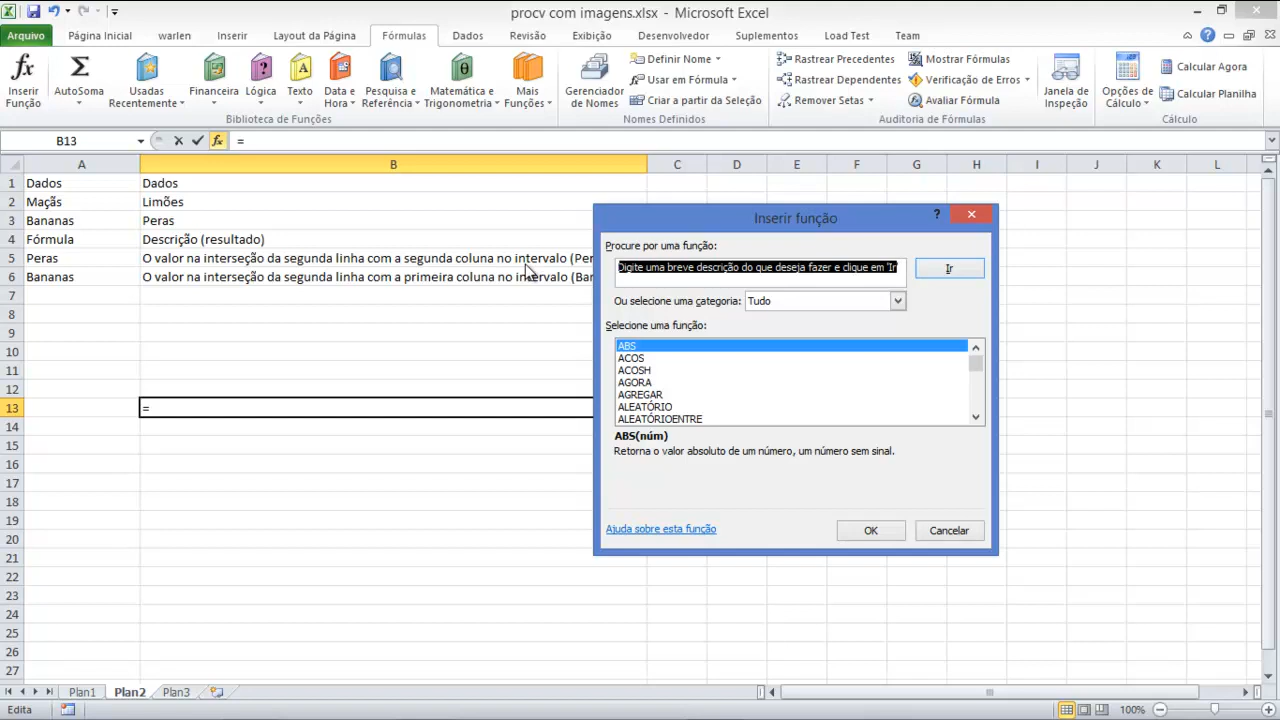 procv com imagens.xlsx - Microsoft Excel
Arquivo Página Inicial warlen Inserir Layout da Página Fórmulas Dados Revisão Exibição Desenvolvedor Suplementos Load Test Team
fx Inserir Função
Σ AutoSoma
Usadas Recentemente
Financeira
Lógica
Texto
Data e Hora
Pesquisa e Referência
Matemática e Trigonometria
Mais Funções
Biblioteca de Funções
Gerenciador de Nomes
Definir Nome
Usar em Fórmula
Criar a partir da Seleção
Nomes Definidos
Rastrear Precedentes
Rastrear Dependentes
Remover Setas
Mostrar Fórmulas
Verificação de Erros
Avaliar Fórmula
Auditoria de Fórmulas
Janela de Inspeção
Opções de Cálculo
Calcular Agora
Calcular Planilha
Cálculo
B13 fx =
A B C D E F G H I J K L
1 Dados Dados
2 Maçãs Limões
3 Bananas Peras
4 Fórmula Descrição (resultado)
5 Peras O valor na interseção da segunda linha com a segunda coluna no intervalo (Per
6 Bananas O valor na interseção da segunda linha com a primeira coluna no intervalo (Bar
7
8
9
10
11
12
13 =
14
15
16
17
18
19
20
21
22
23
24
25
26
27
Inserir função
?
Procure por uma função:
Digite uma breve descrição do que deseja fazer e clique em 'Ir
Ir
Ou selecione uma categoria: Tudo
Selecione uma função:
ABS
ACOS
ACOSH
AGORA
AGREGAR
ALEATÓRIO
ALEATÓRIOENTRE
ABS(núm)
Retorna o valor absoluto de um número, um número sem sinal.
Ajuda sobre esta função
OK Cancelar
Plan1 Plan2 Plan3
Edita 100%